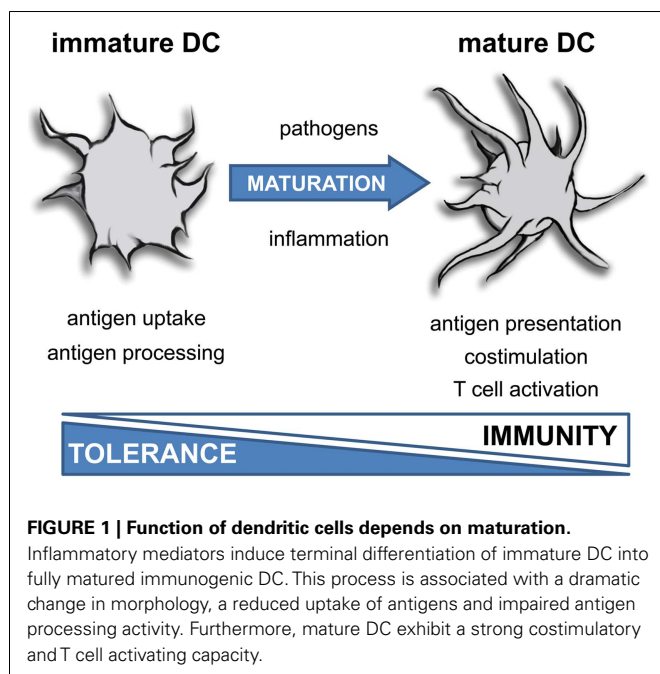 immature DC
mature DC
pathogens
MATURATION
inflammation
antigen uptake
antigen processing
antigen presentation
costimulation
T cell activation
IMMUNITY
TOLERANCE
FIGURE 1 | Function of dendritic cells depends on maturation.
Inflammatory mediators induce terminal differentiation of immature DC into
fully matured immunogenic DC. This process is associated with a dramatic
change in morphology, a reduced uptake of antigens and impaired antigen
processing activity. Furthermore, mature DC exhibit a strong costimulatory
and T cell activating capacity.